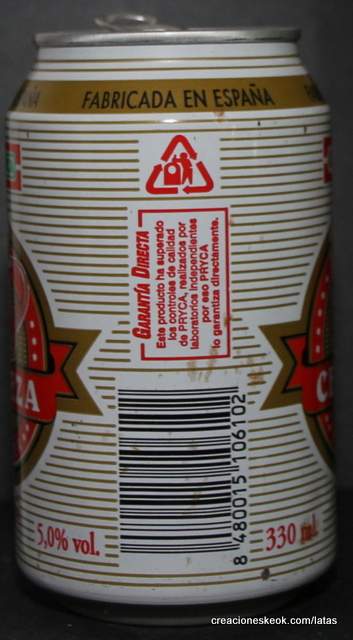 FABRICADA EN ESPAÑA
GARANTÍA DIRECTA
Este producto ha superado
los controles de calidad
de PRYCA, realizados por
laboratorios independientes
por eso PRYCA
lo garantiza directamente.
8 480015 106102
5,0% vol.
330 ml.
creacioneskeok.com/latas